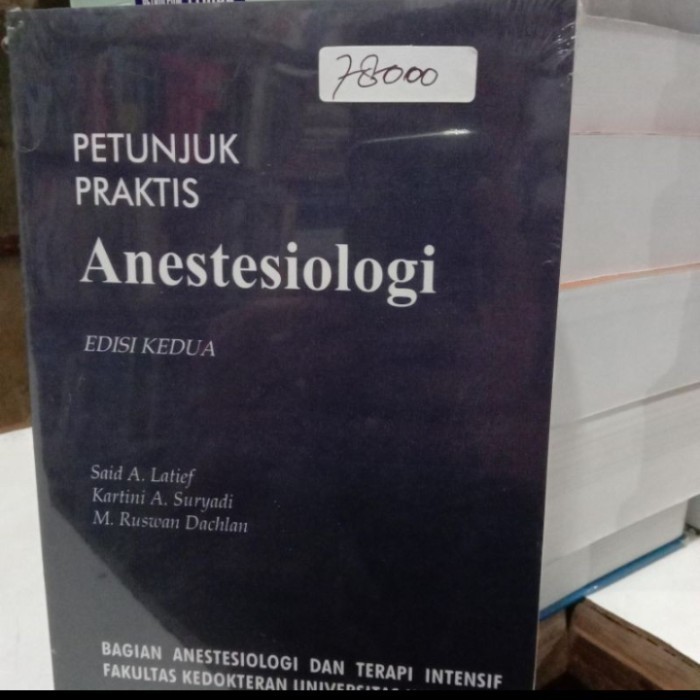 78000
PETUNJUK
PRAKTIS
Anestesiologi
EDISI KEDUA
Said A. Latief
Kartini A. Suryadi
M. Ruswan Dachlan
BAGIAN ANESTESIOLOGI DAN TERAPI INTENSIF
FAKULTAS KEDOKTERAN UNIVERSITAS